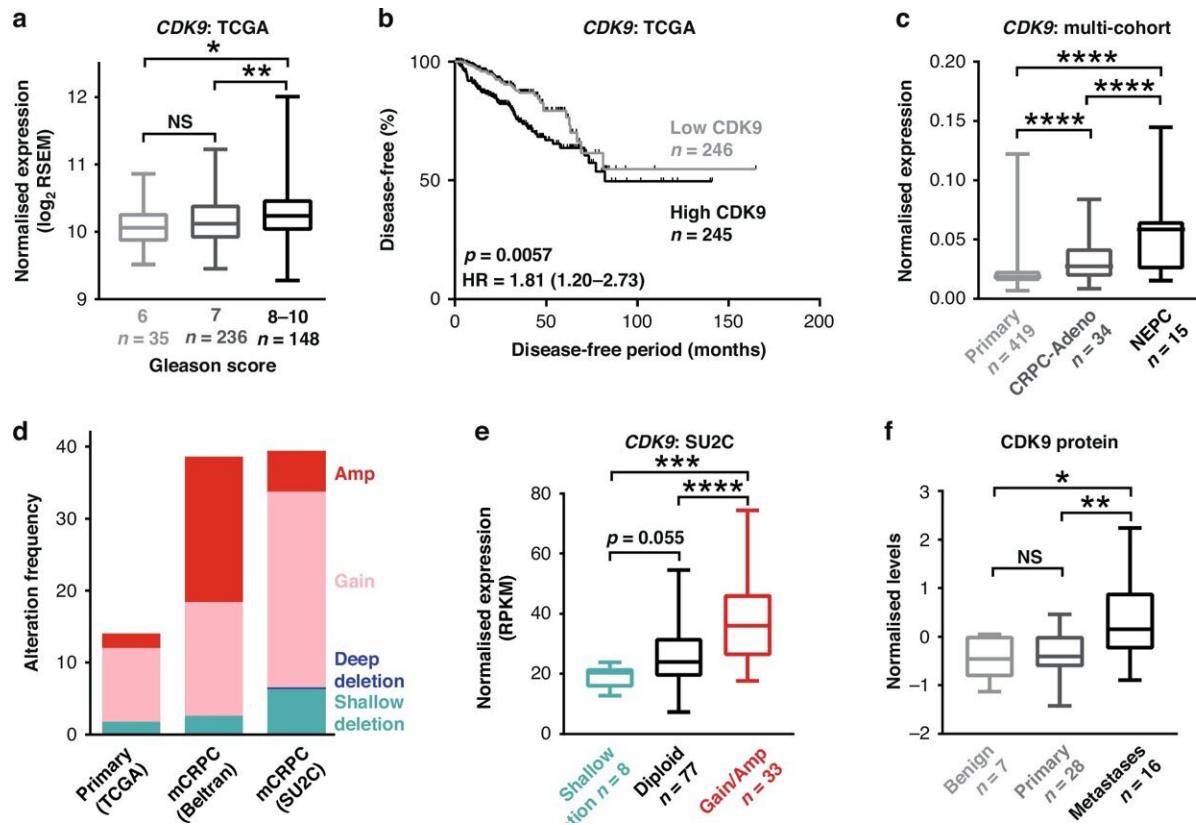 a
CDK9: TCGA
*
**
NS
Normalised expression
(log2 RSEM)
12
11
10
9
6
n = 35
7
n = 236
8–10
n = 148
Gleason score
b
CDK9: TCGA
Disease-free (%)
100
50
0
Low CDK9
n = 246
High CDK9
n = 245
p = 0.0057
HR = 1.81 (1.20–2.73)
0 50 100 150 200
Disease-free period (months)
c
CDK9: multi-cohort
****
****
****
Normalised expression
0.20
0.15
0.10
0.05
0.00
Primary
n = 419
CRPC-Adeno
n = 34
NEPC
n = 15
d
Alteration frequency
40
30
20
10
0
Amp
Gain
Deep
deletion
Shallow
deletion
Primary
(TCGA)
mCRPC
(Beltran)
mCRPC
(SU2C)
e
CDK9: SU2C
***
****
p = 0.055
Normalised expression
(RPKM)
80
60
40
20
0
Shallow
tion n = 8
Diploid
n = 77
Gain/Amp
n = 33
f
CDK9 protein
*
**
NS
Normalised levels
3
2
1
0
–1
–2
Benign
n = 7
Primary
n = 28
Metastases
n = 16